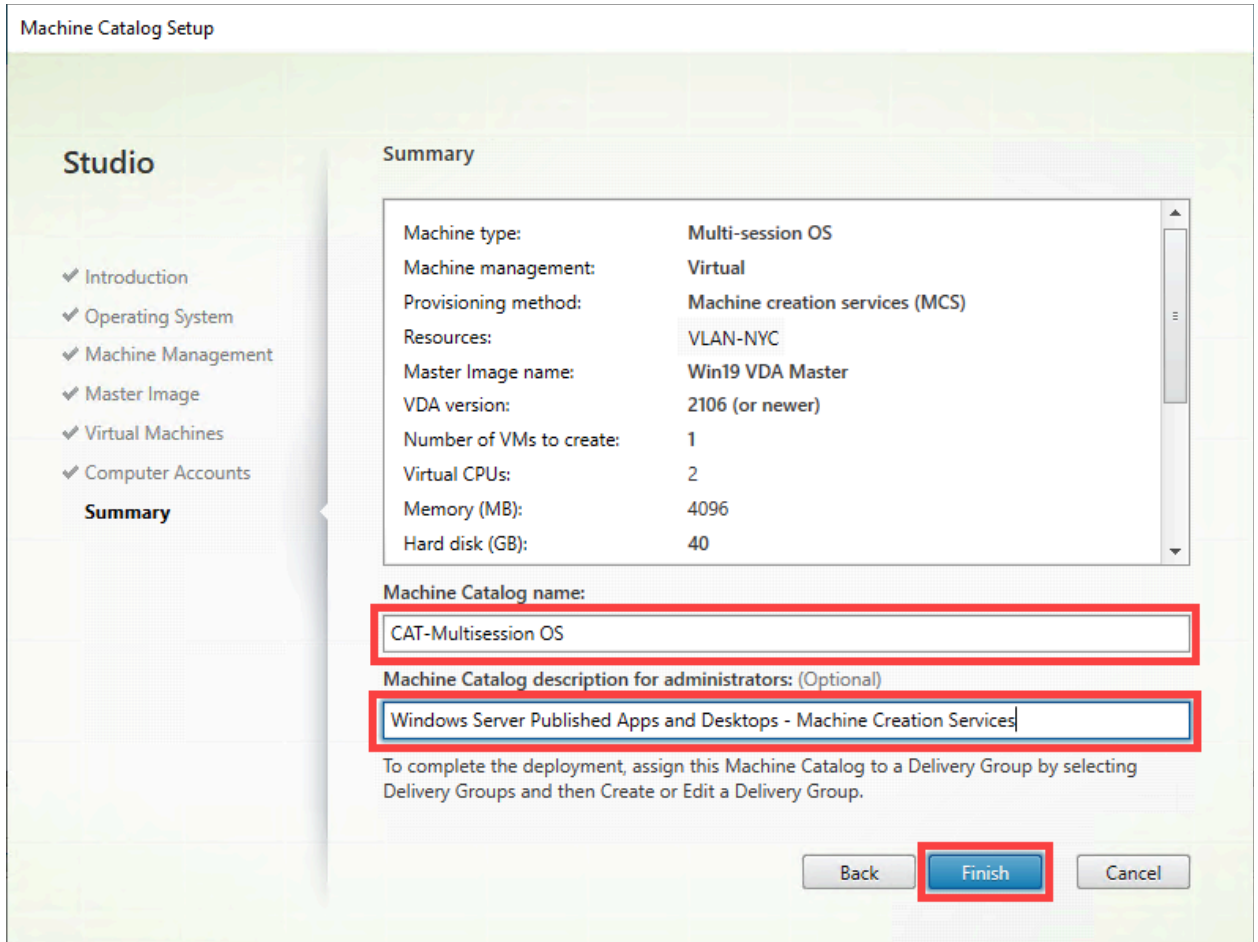 Machine Catalog Setup
Studio
Introduction
Operating System
Machine Management
Master Image
Virtual Machines
Computer Accounts
Summary
Summary
Machine type: Multi-session OS
Machine management: Virtual
Provisioning method: Machine creation services (MCS)
Resources: VLAN-NYC
Master Image name: Win19 VDA Master
VDA version: 2106 (or newer)
Number of VMs to create: 1
Virtual CPUs: 2
Memory (MB): 4096
Hard disk (GB): 40
Machine Catalog name:
CAT-Multisession OS
Machine Catalog description for administrators: (Optional)
Windows Server Published Apps and Desktops - Machine Creation Services
To complete the deployment, assign this Machine Catalog to a Delivery Group by selecting
Delivery Groups and then Create or Edit a Delivery Group.
Back Finish Cancel